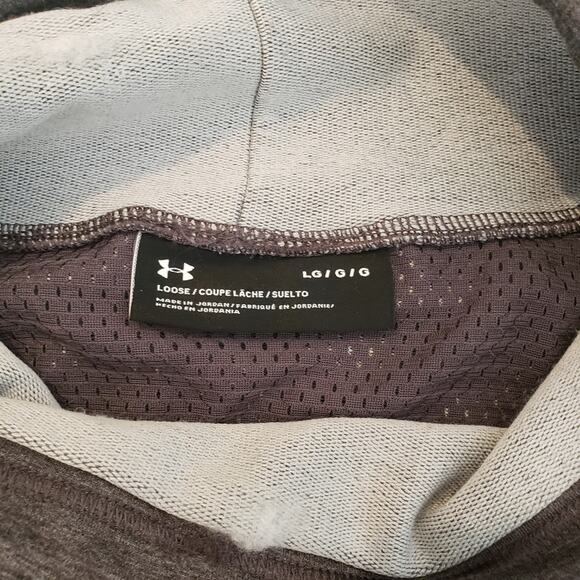 LG / G / G
LOOSE / COUPE LÂCHE / SUELTO
MADE IN JORDAN / FABRIQUÉ EN JORDANIE /
HECHO EN JORDANIA